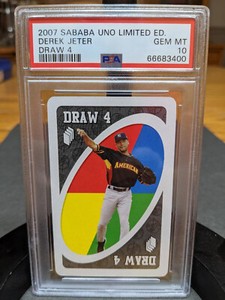 2007 SABABA UNO LIMITED ED.
DEREK JETER GEM MT
DRAW 4 PSA 10
66683400
DRAW 4
AMERICAN
DRAW 4